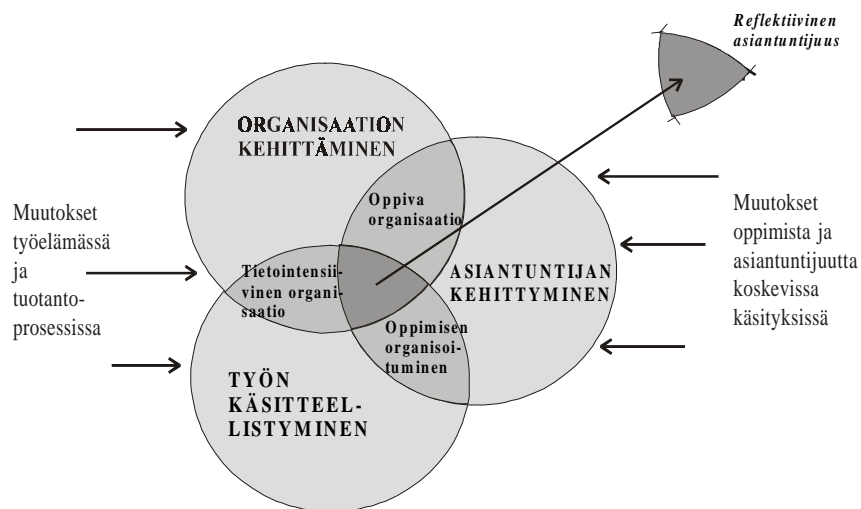 Reflektiivinen
asiantuntijuus
ORGANISAATION
KEHITTÄMINEN
Oppiva
organisaatio
Muutokset
työelämässä
ja
tuotanto-
prosessissa
Tietointensii-
vinen organi-
saatio
ASIANTUNTIJAN
KEHITTYMINEN
Muutokset
oppimista ja
asiantuntijuutta
koskevissa
käsityksissä
Oppimisen
organisoi-
tuminen
TYÖN
KÄSITTEEL-
LISTYMINEN